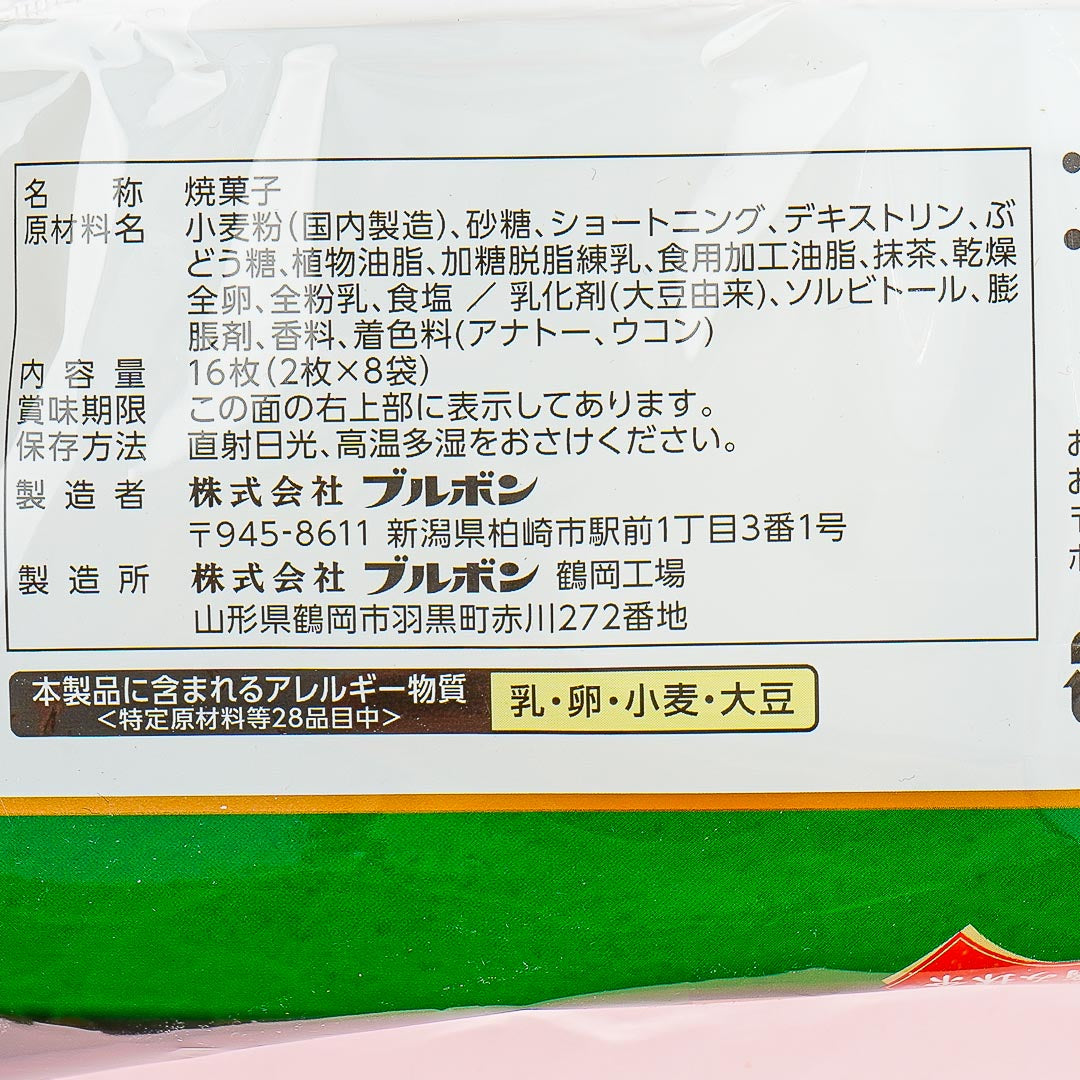 名称 焼菓子
原材料名 小麦粉(国内製造)、砂糖、ショートニング、デキストリン、ぶ
どう糖、植物油脂、加糖脱脂練乳、食用加工油脂、抹茶、乾燥
全卵、全粉乳、食塩 / 乳化剤(大豆由来)、ソルビトール、膨
脹剤、香料、着色料(アナトー、ウコン)
内容量 16枚(2枚×8袋)
賞味期限 この面の右上部に表示してあります。
保存方法 直射日光、高温多湿をおさけください。
製造者 株式会社 ブルボン
〒945-8611 新潟県柏崎市駅前1丁目3番1号
製造所 株式会社 ブルボン 鶴岡工場
山形県鶴岡市羽黒町赤川272番地
本製品に含まれるアレルギー物質
<特定原材料等28品目中>
乳・卵・小麦・大豆